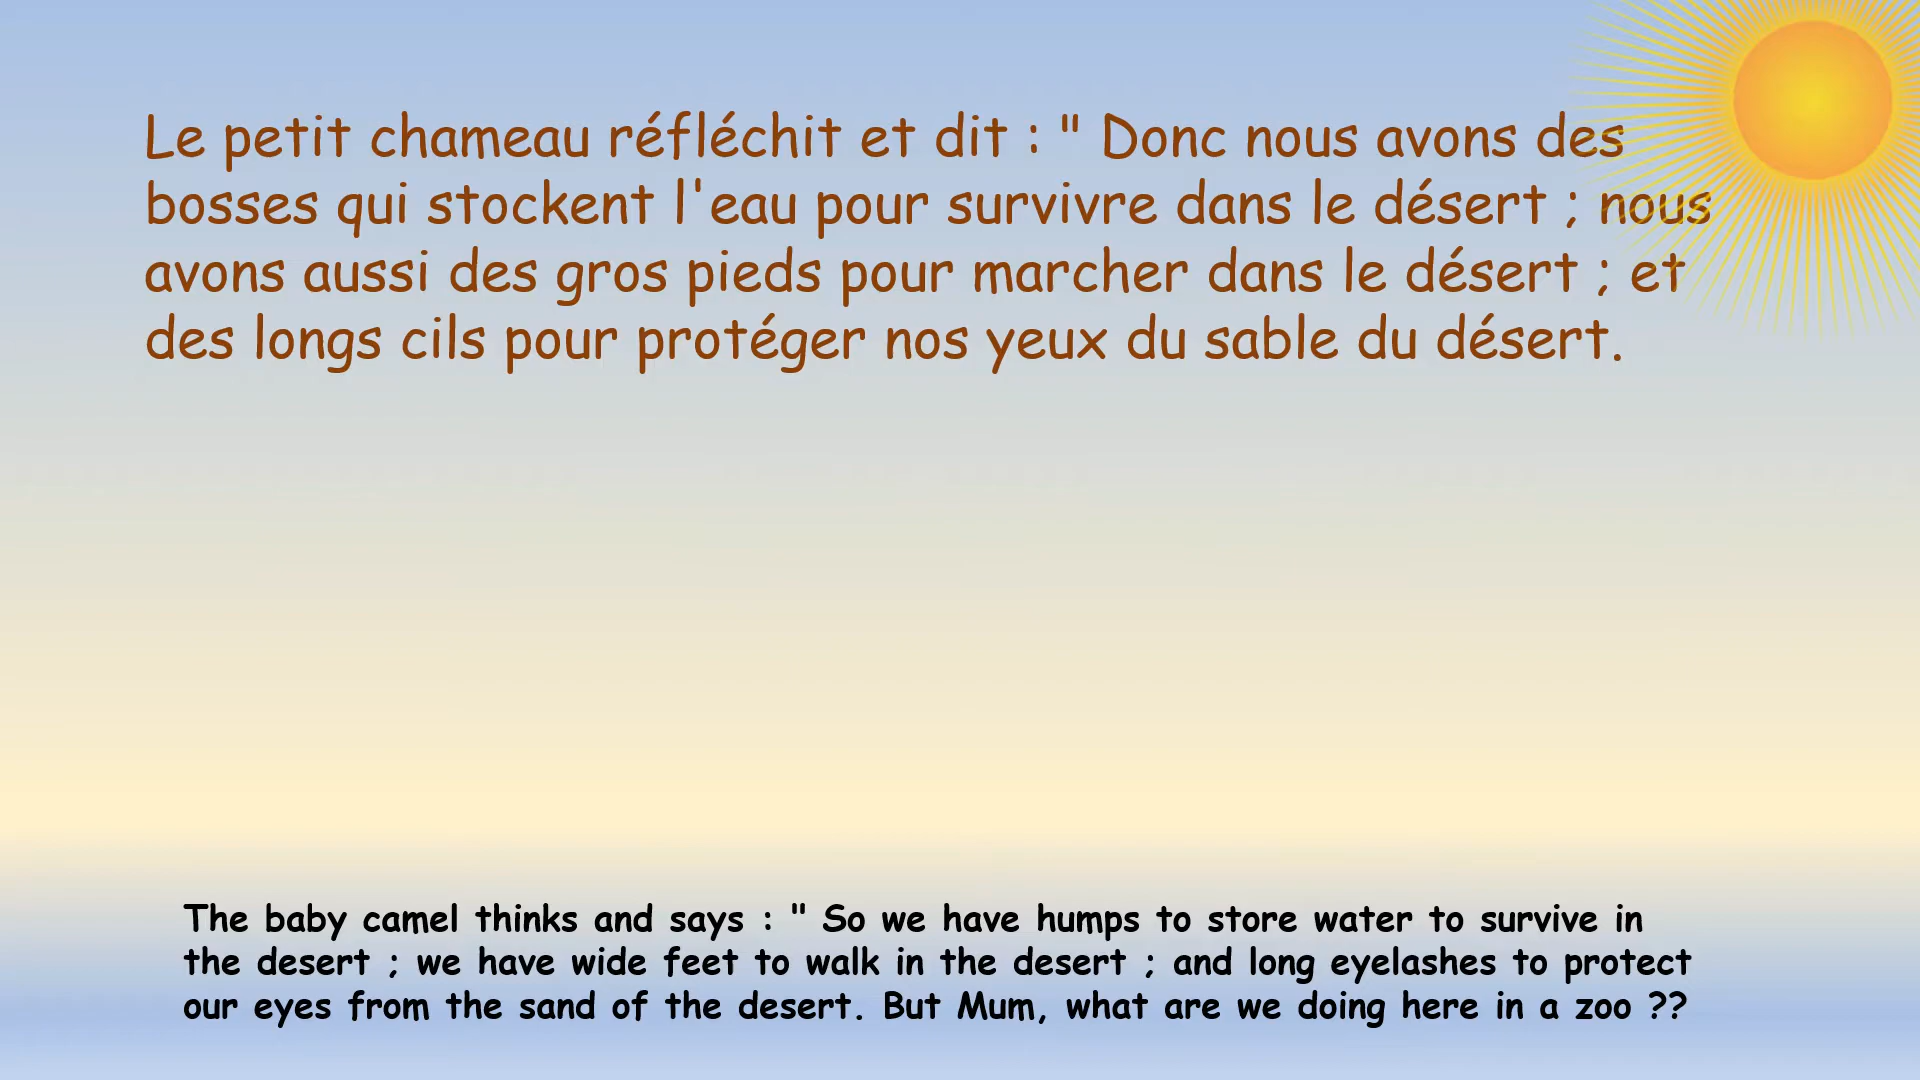 Le petit chameau réfléchit et dit : " Donc nous avons des
bosses qui stockent l'eau pour survivre dans le désert ; nous
avons aussi des gros pieds pour marcher dans le désert ; et
des longs cils pour protéger nos yeux du sable du désert.
The baby camel thinks and says : " So we have humps to store water to survive in
the desert ; we have wide feet to walk in the desert ; and long eyelashes to protect
our eyes from the sand of the desert. But Mum, what are we doing here in a zoo ??